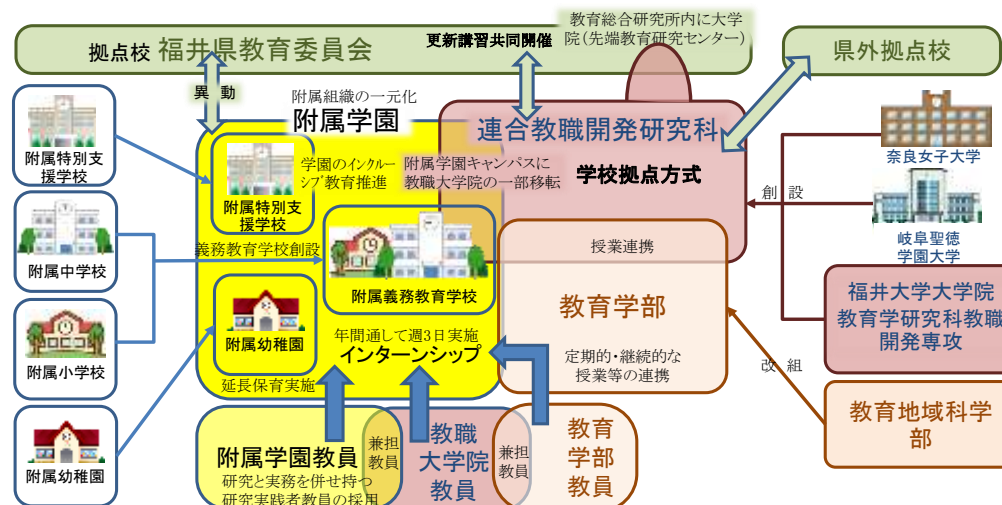 拠点校 福井県教育委員会
更新講習共同開催
教育総合研究所内に大学
院(先端教育研究センター)
県外拠点校
異 動
附属組織の一元化
附属学園
連合教職開発研究科
学校拠点方式
附属特別支
援学校
附属中学校
附属小学校
附属幼稚園
附属特別支
援学校
学園のインクルー
シブ教育推進
附属学園キャンパスに
教職大学院の一部移転
義務教育学校創設
附属義務教育学校
附属幼稚園
延長保育実施
年間通して週3日実施
インターンシップ
授業連携
教育学部
定期的・継続的な
授業等の連携
創 設
奈良女子大学
岐阜聖徳
学園大学
福井大学大学院
教育学研究科教職
開発専攻
改 組
教育地域科学
部
附属学園教員
研究と実務を併せ持つ
研究実践者教員の採用
兼担
教員
教職
大学院
教員
兼担
教員
教育
学部
教員